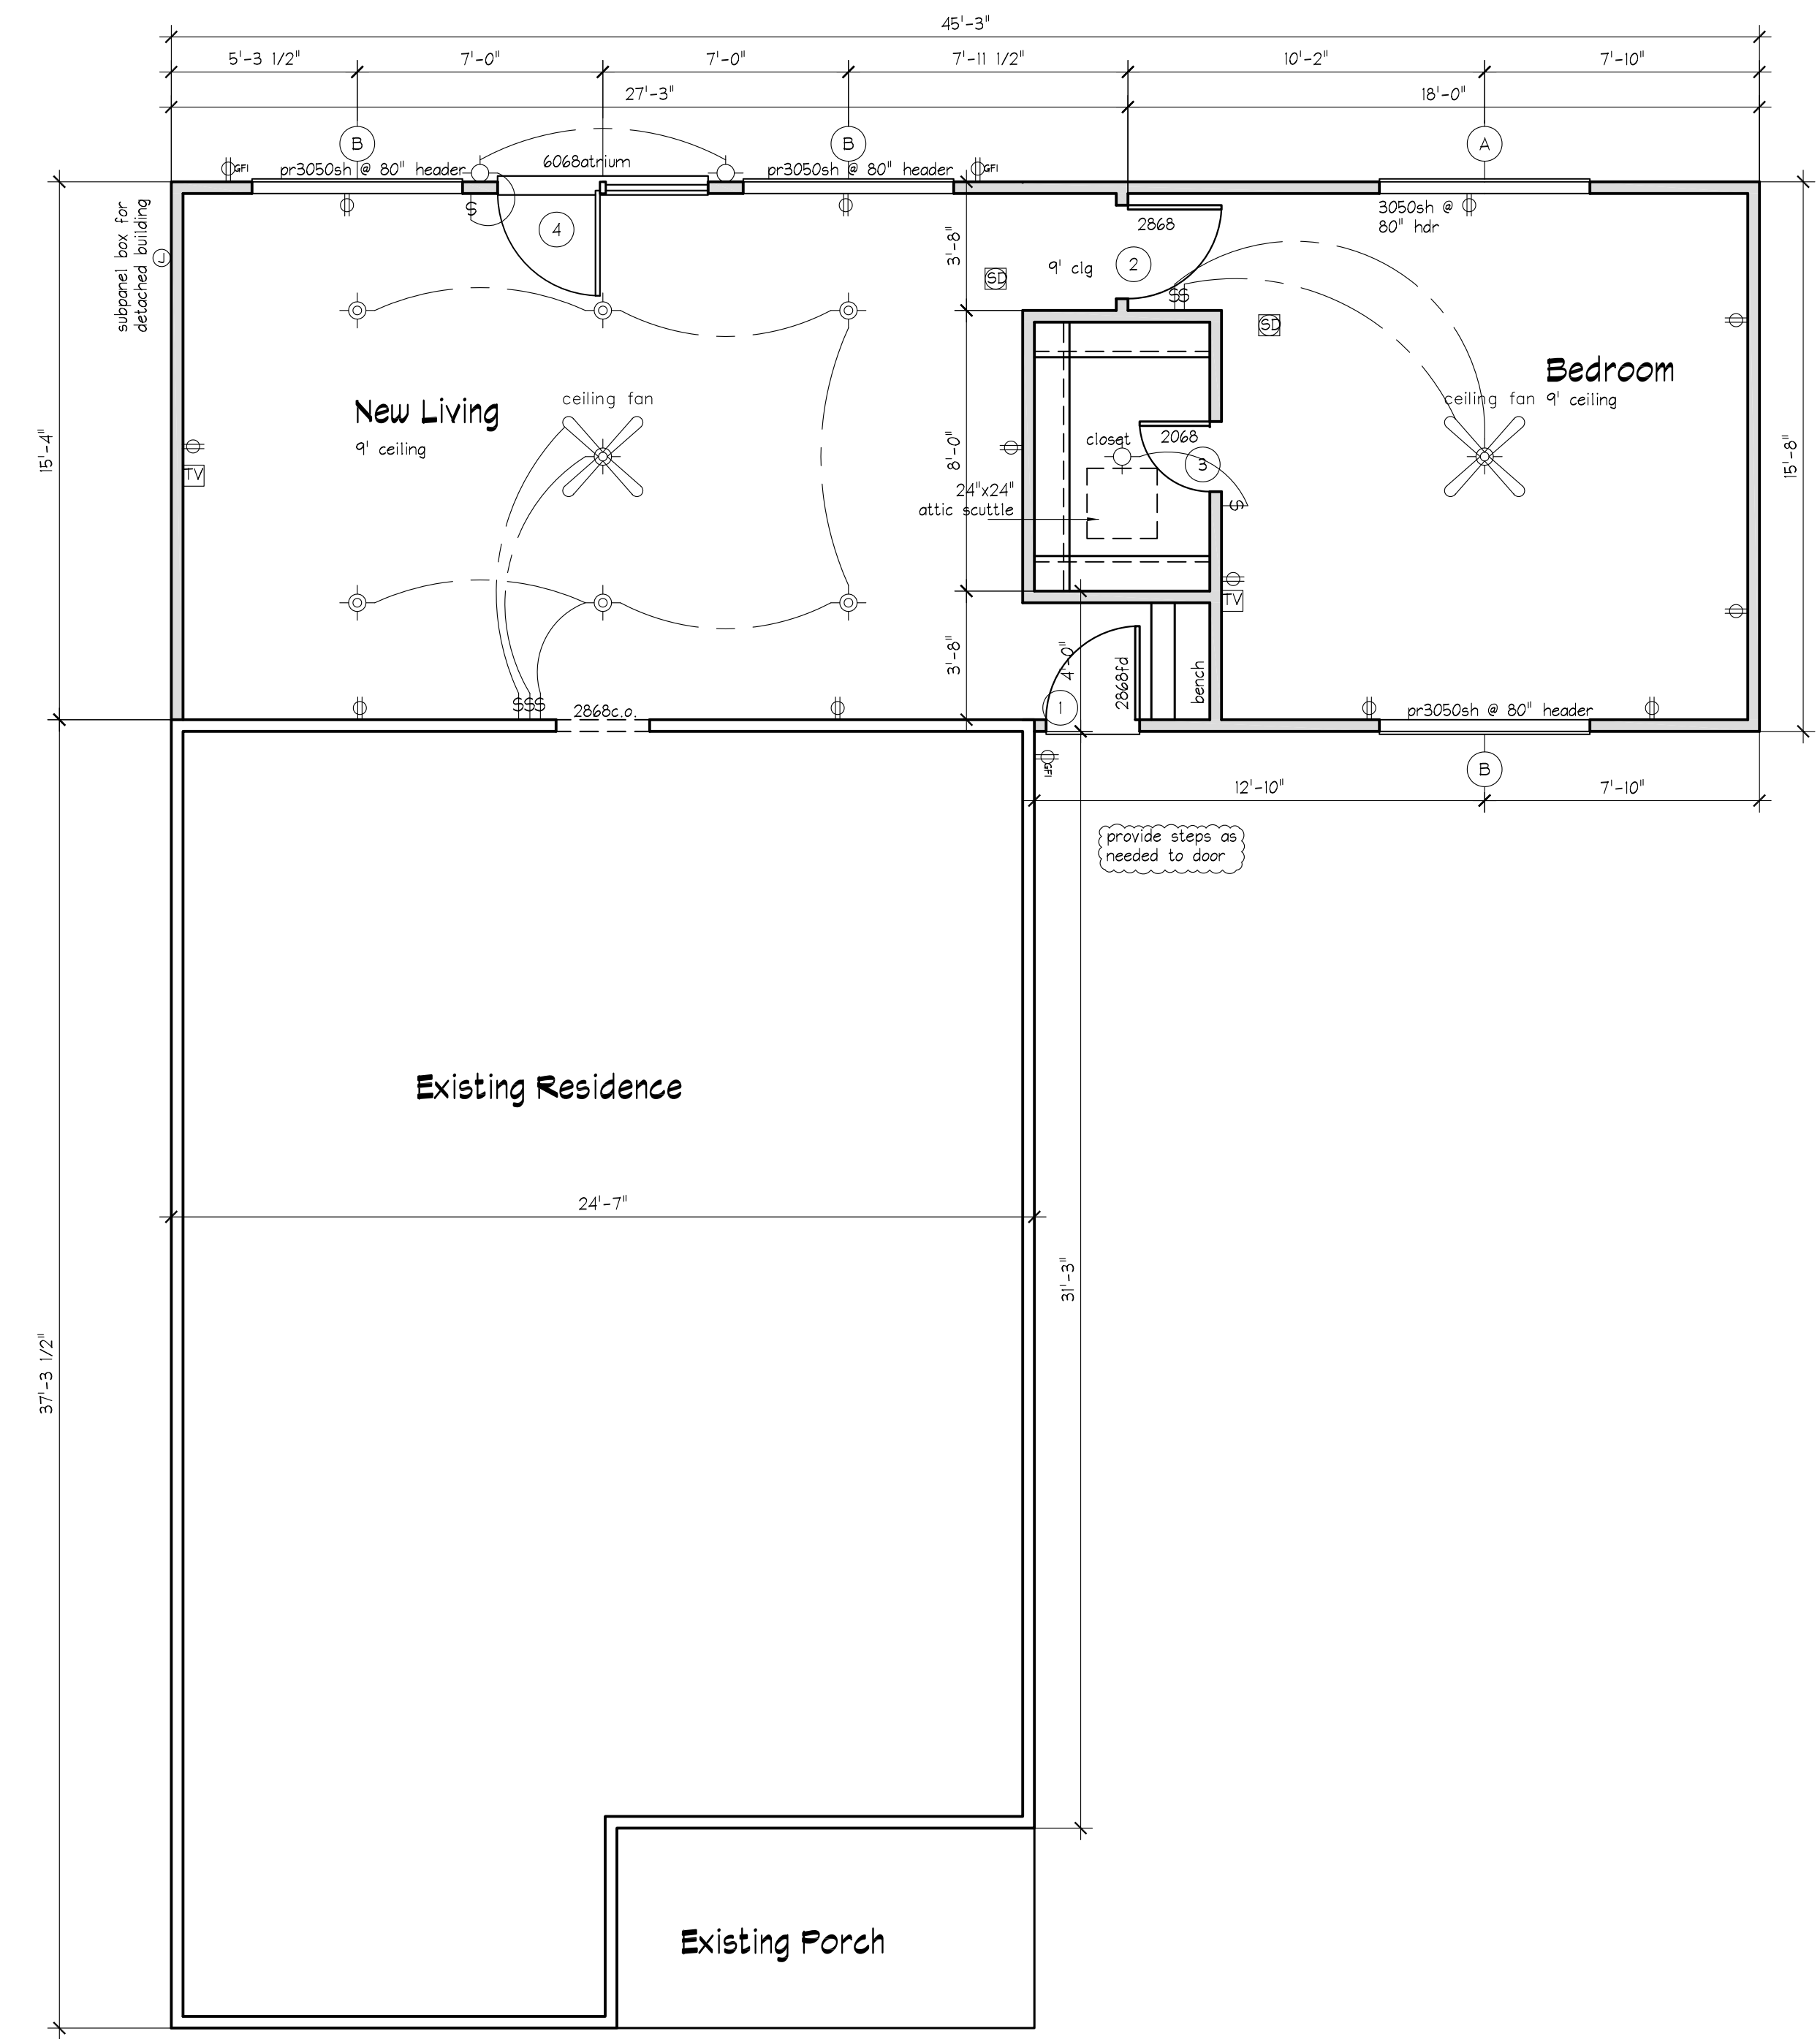 45'-3"
5'-3 1/2"
7'-0"
7'-0"
7'-11 1/2"
10'-2"
7'-10"
27'-3"
18'-0"
B
B
A
GFI
pr3050sh @ 80" header
6068atrium
pr3050sh @ 80" header
GFI
subpanel box for
detached building
S
4
3'-8"
2868
3050sh @
80" hdr
SD
9' clg
2
SS
SD
New Living
9' ceiling
ceiling fan
Bedroom
ceiling fan
9' ceiling
15'-4"
15'-8"
TV
8'-0"
closet
2068
3
24"x24"
attic scuttle
S
TV
3'-8"
4'-0"
2868fd
bench
SSS
2868c.o.
1
pr3050sh @ 80" header
GFI
B
12'-10"
7'-10"
provide steps as
needed to door
Existing Residence
24'-7"
31'-3"
37'-3 1/2"
Existing Porch